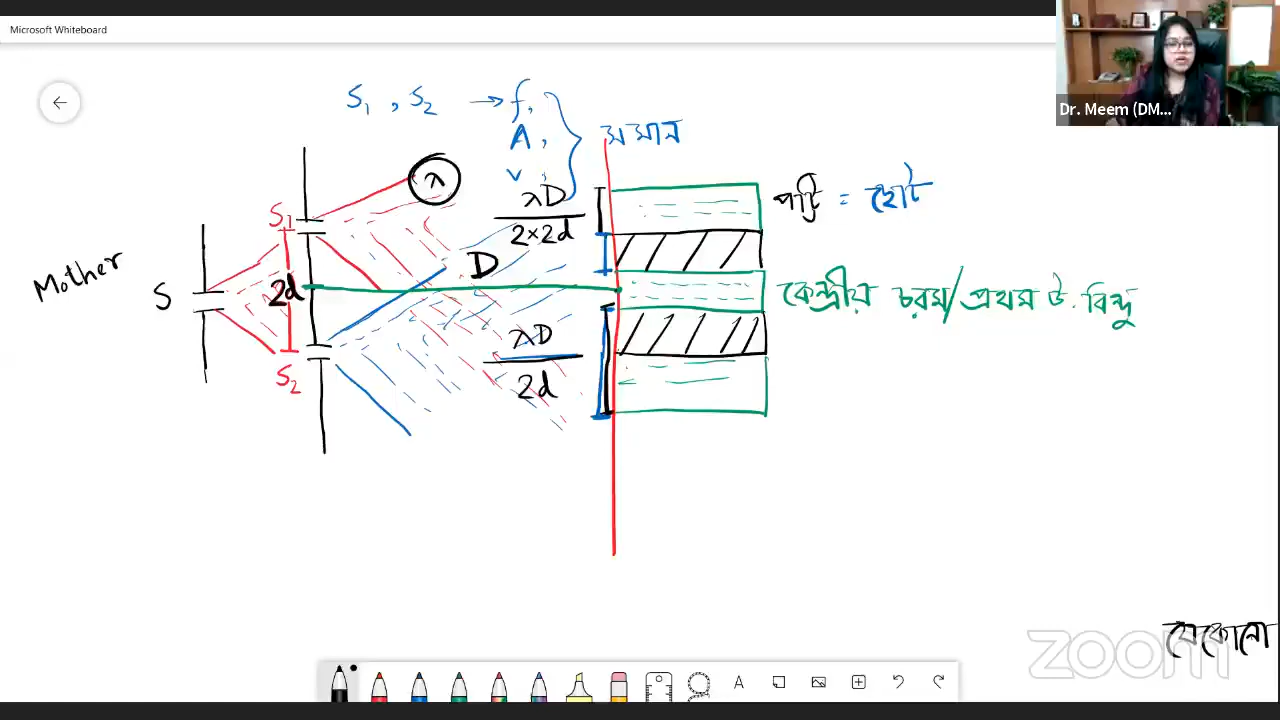 Microsoft Whiteboard
Dr. Meem (DM...
S₁ , S₂ → f,
A,
v,
সমান
λ
λD
2×2d
পট্টি = ছোট
S₁
Mother
S
2d
D
কেন্দ্রীয় চরম/প্রথম উ. বিন্দু
λD
2d
S₂
যেকোনো
zoom
A